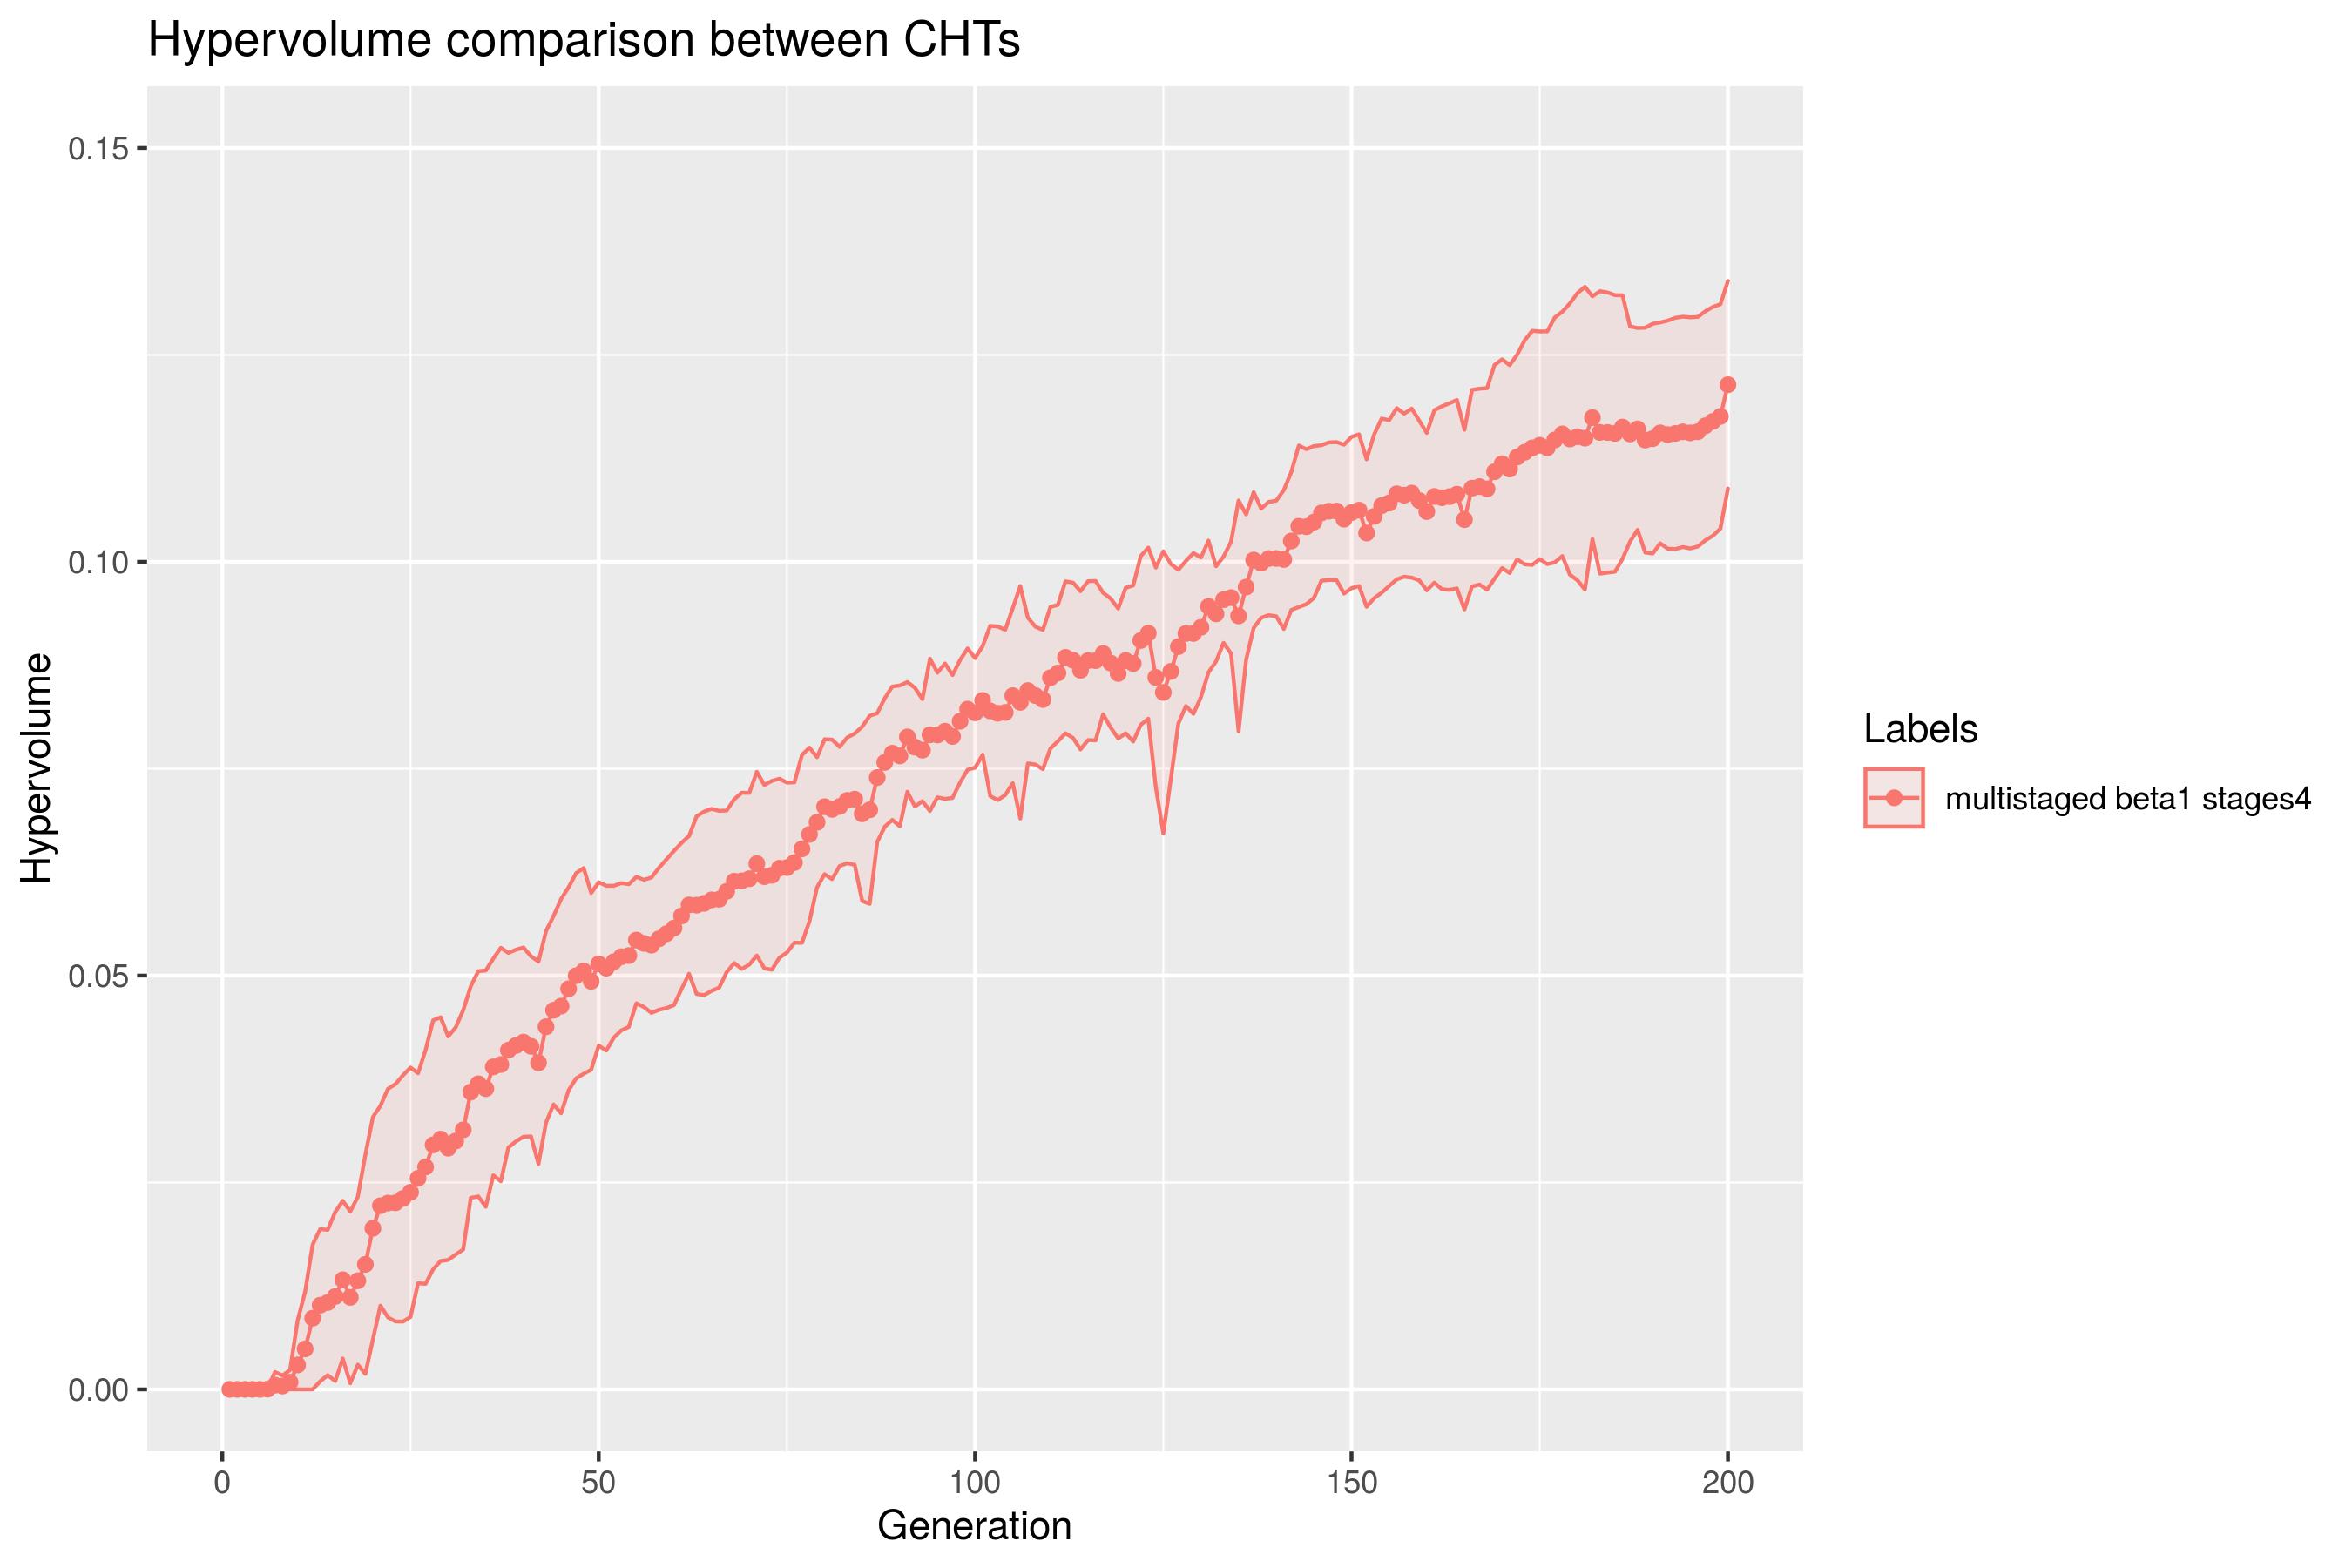 Hypervolume comparison between CHTs
0.15
0.10
0.05
0.00
Hypervolume
0 50 100 150 200
Generation
Labels
multistaged beta1 stages4